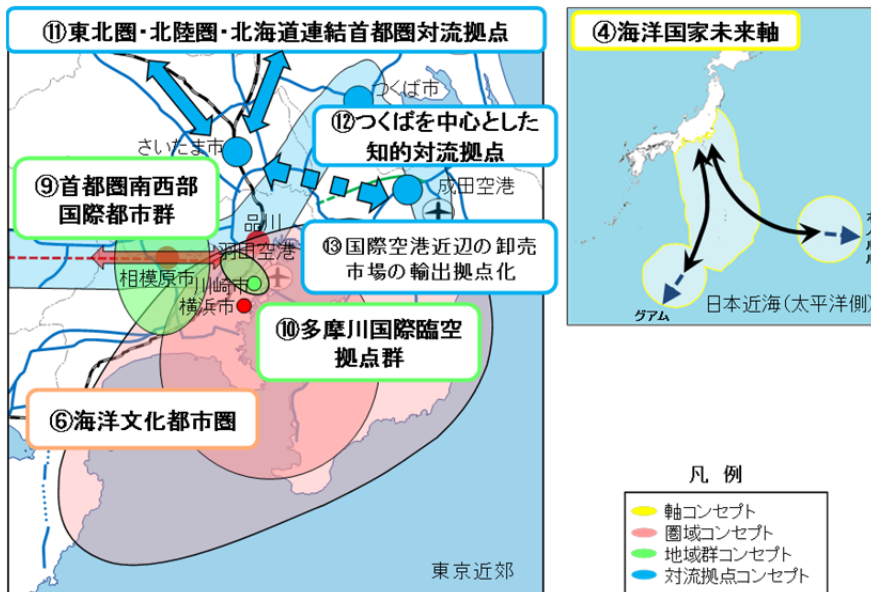 ⑪東北圏・北陸圏・北海道連結首都圏対流拠点
つくば市
⑫つくばを中心とした
知的対流拠点
さいたま市
⑨首都圏南西部
国際都市群
成田空港
品川
羽田空港
⑬国際空港近辺の卸売
市場の輸出拠点化
相模原市
川崎市
横浜市
⑩多摩川国際臨空
拠点群
⑥海洋文化都市圏
東京近郊
④海洋国家未来軸
日本近海(太平洋側)
グアム
凡 例
軸コンセプト
圏域コンセプト
地域群コンセプト
対流拠点コンセプト